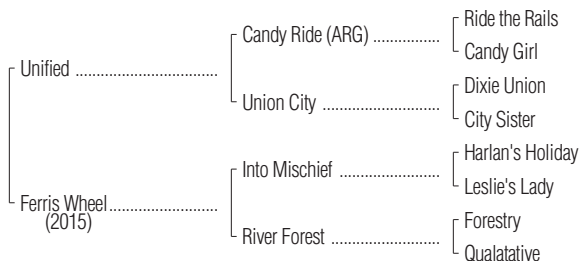 Ride the Rails
Candy Ride (ARG)
Candy Girl
Unified
Dixie Union
Union City
City Sister
Harlan's Holiday
Into Mischief
Leslie's Lady
Ferris Wheel
(2015)
Forestry
River Forest
Qualatative